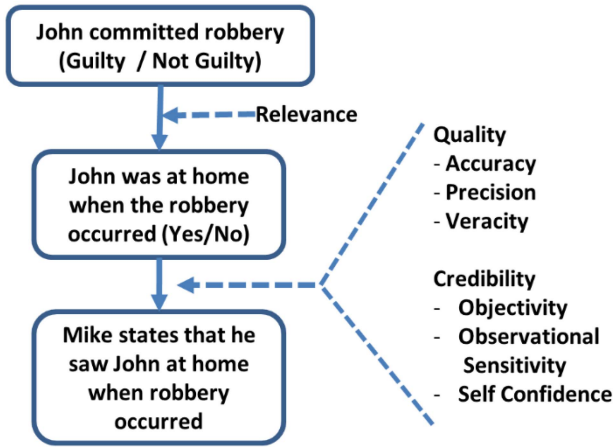 John committed robbery
(Guilty / Not Guilty)
Relevance
John was at home
when the robbery
occurred (Yes/No)
Mike states that he
saw John at home
when robbery
occurred
Quality
- Accuracy
- Precision
- Veracity
Credibility
- Objectivity
- Observational
Sensitivity
- Self Confidence